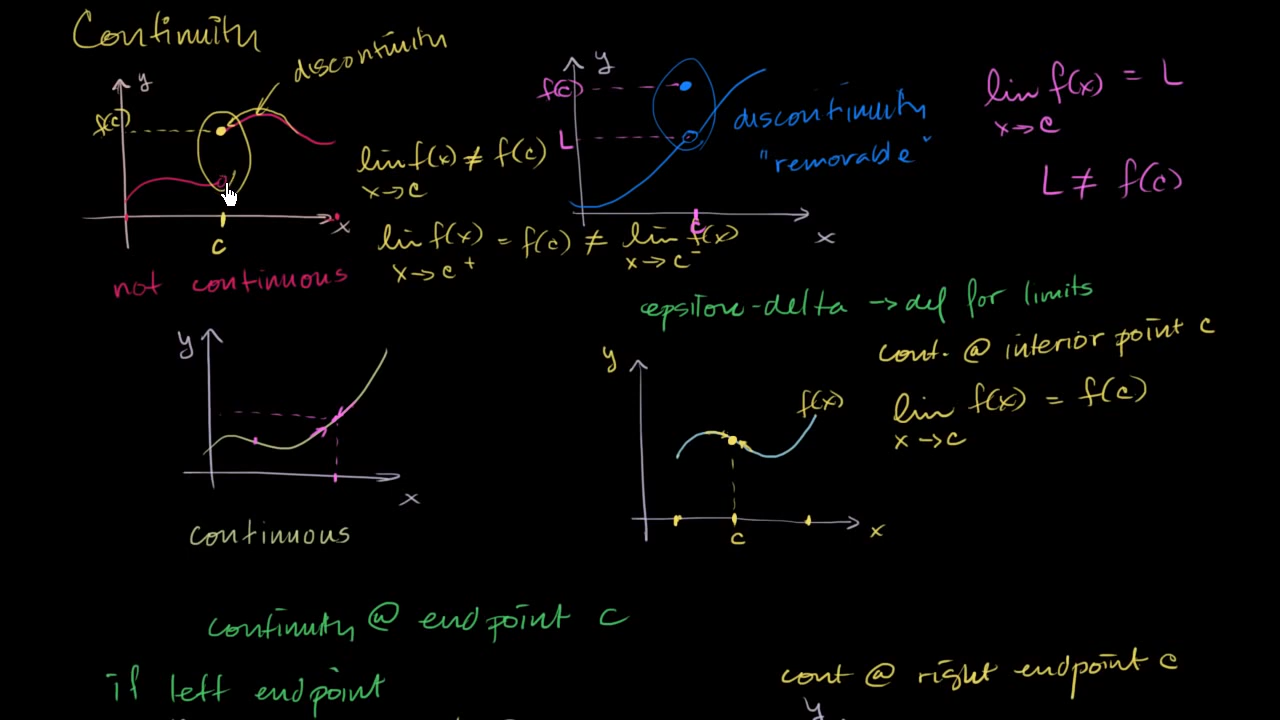 Continuity
discontinuity
y
f(c)
x
c
not continuous
lim f(x) ≠ f(c)
x→c
lim f(x) = f(c) ≠ lim f(x)
x→c⁺ x→c⁻
y
f(c)
L
c
x
discontinuity
"removable"
lim f(x) = L
x→c
L ≠ f(c)
epsilon-delta → def for limits
y
x
continuous
y
f(x)
c
x
cont. @ interior point c
lim f(x) = f(c)
x→c
continuity @ endpoint c
if left endpoint
cont @ right endpoint c
y